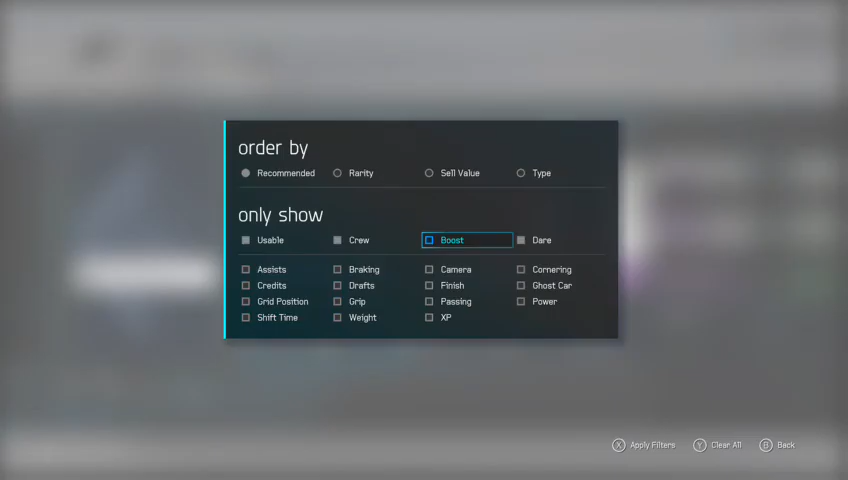 order by
Recommended Rarity Sell Value Type
only show
Usable Crew Boost Dare
Assists Braking Camera Cornering
Credits Drafts Finish Ghost Car
Grid Position Grip Passing Power
Shift Time Weight XP
X Apply Filters Y Clear All B Back